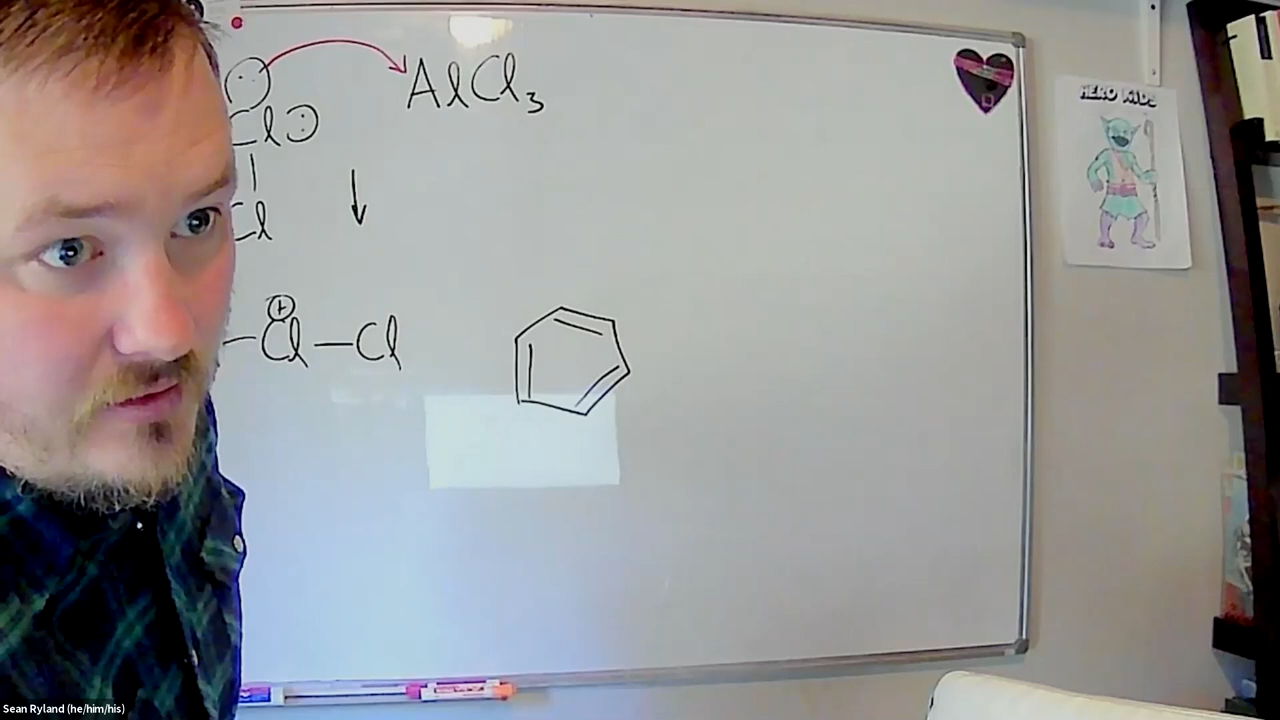 AlCl3
Cl
Cl
+
-Cl-Cl
HERO KIDS
Sean Ryland (he/him/his)